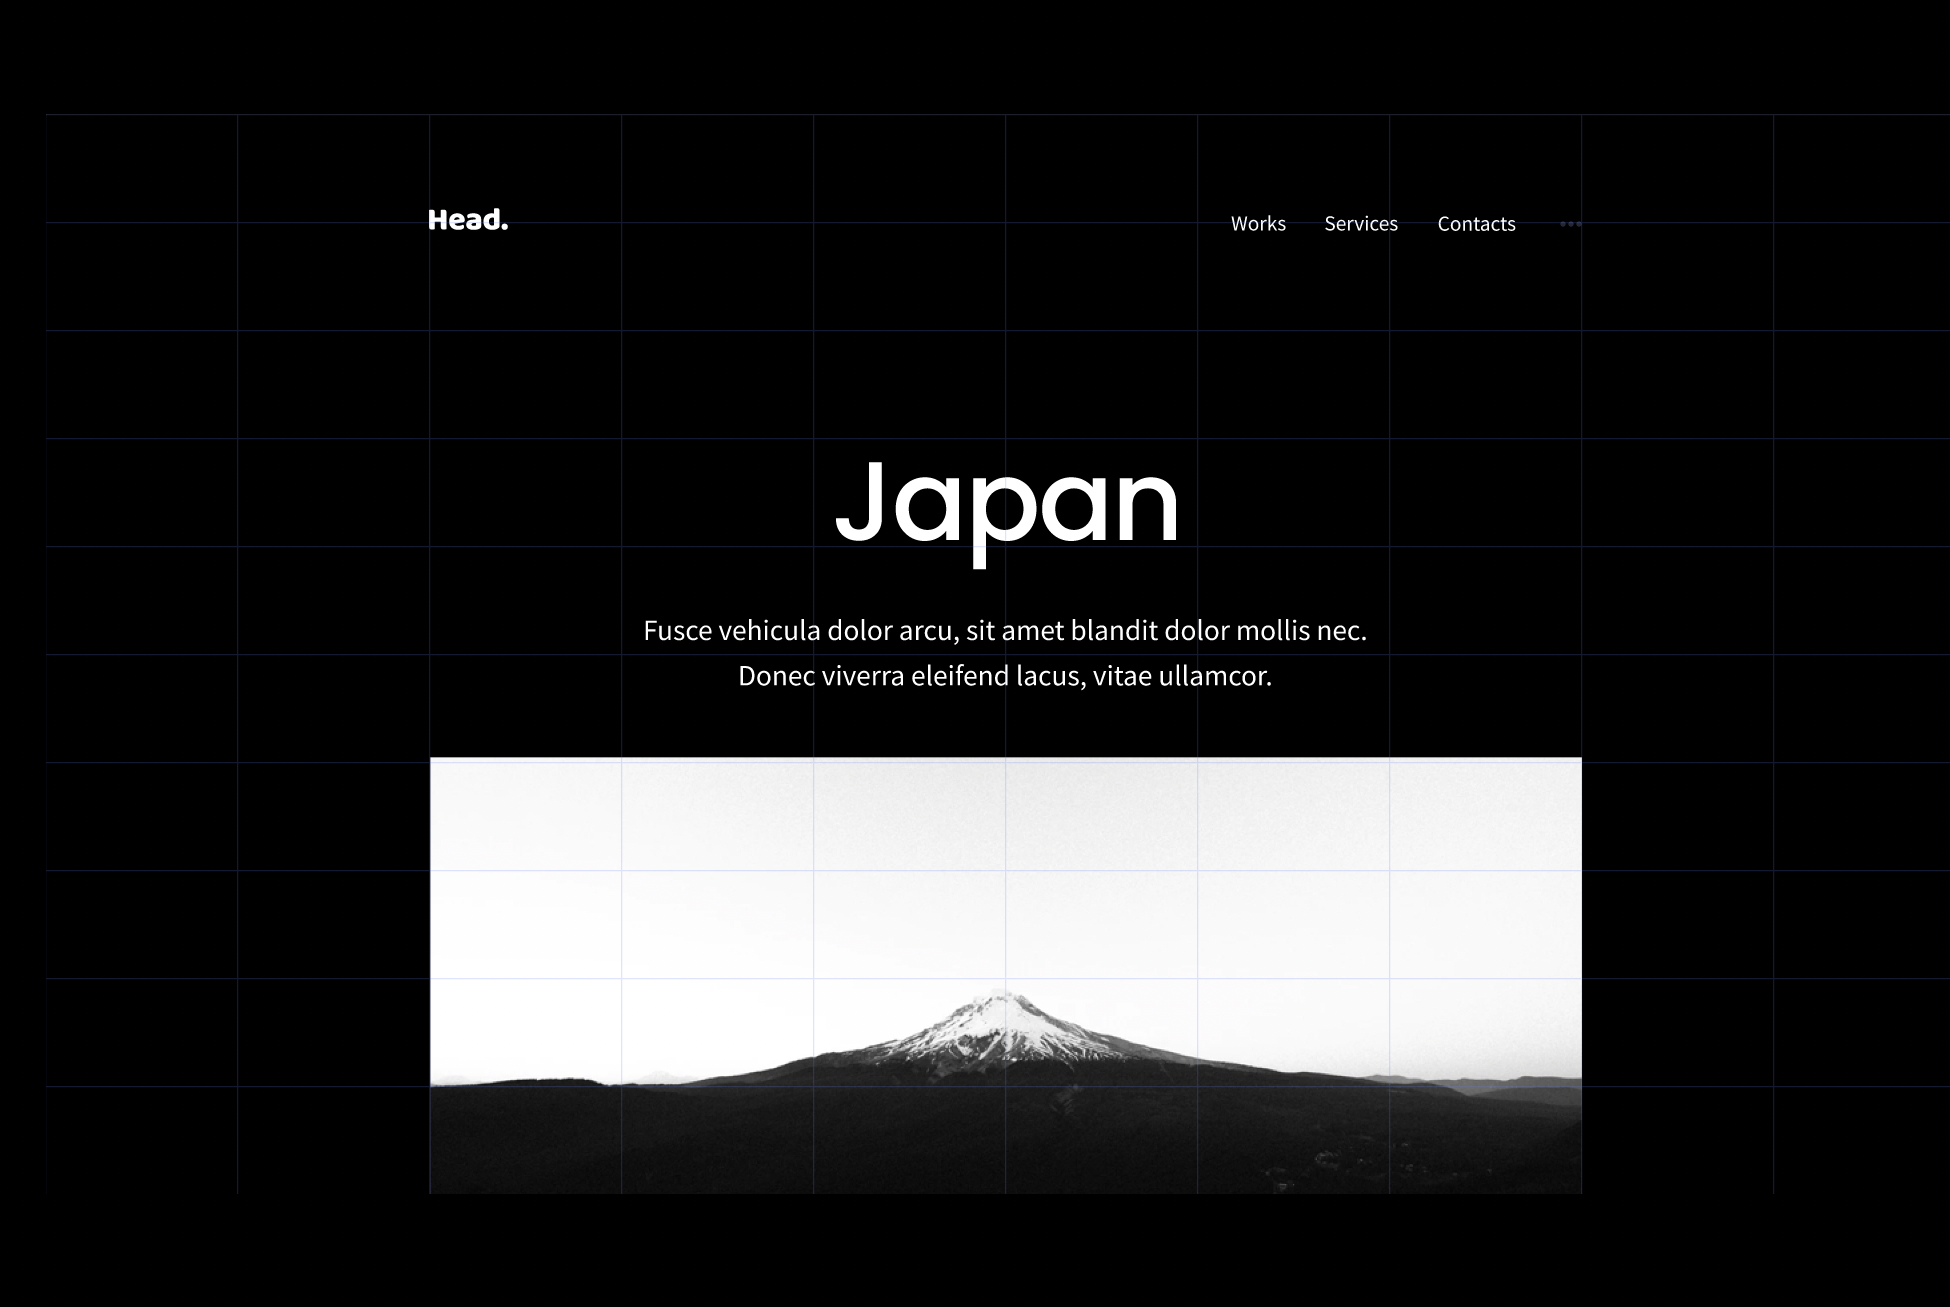 Head.
Works Services Contacts
Japan
Fusce vehicula dolor arcu, sit amet blandit dolor mollis nec.
Donec viverra eleifend lacus, vitae ullamcor.